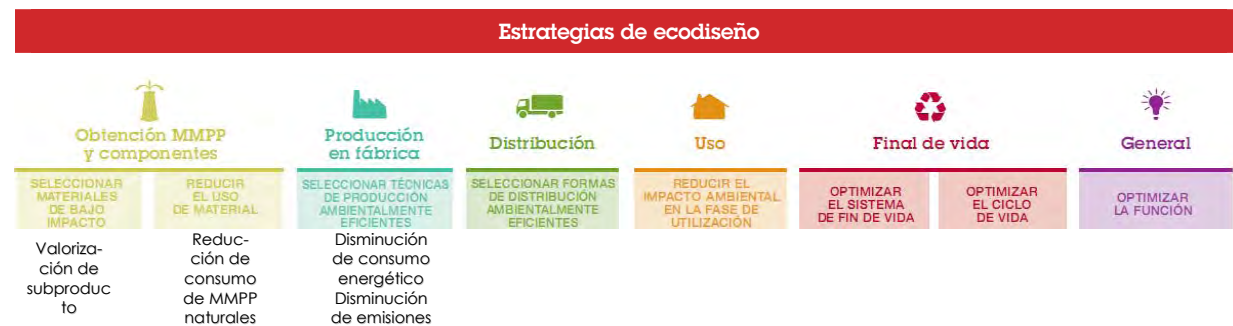 Estrategias de ecodiseño
Obtención MMPP
y componentes
Producción
en fábrica
Distribución
Uso
Final de vida
General
SELECCIONAR
MATERIALES
DE BAJO
IMPACTO
REDUCIR
EL USO
DE MATERIAL
SELECCIONAR TÉCNICAS
DE PRODUCCIÓN
AMBIENTALMENTE
EFICIENTES
SELECCIONAR FORMAS
DE DISTRIBUCIÓN
AMBIENTALMENTE
EFICIENTES
REDUCIR EL
IMPACTO AMBIENTAL
EN LA FASE DE
UTILIZACIÓN
OPTIMIZAR
EL SISTEMA
DE FIN DE VIDA
OPTIMIZAR
EL CICLO
DE VIDA
OPTIMIZAR
LA FUNCIÓN
Valoriza-
ción de
subproduc
to
Reduc-
ción de
consumo
de MMPP
naturales
Disminución
de consumo
energético
Disminución
de emisiones